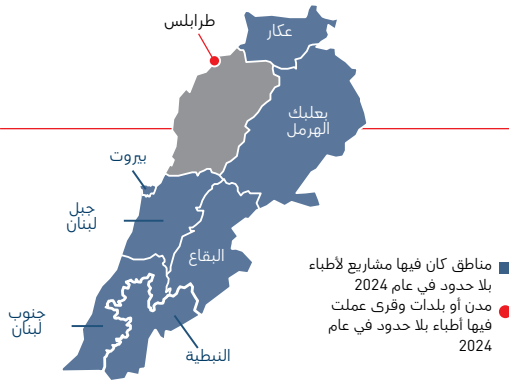 طرابلس
عكار
بعلبك
الهرمل
بيروت
جبل
لبنان
البقاع
جنوب
لبنان
النبطية
مناطق كان فيها مشاريع لأطباء
بلا حدود في عام 2024
مدن أو بلدات وقرى عملت
فيها أطباء بلا حدود في عام
2024